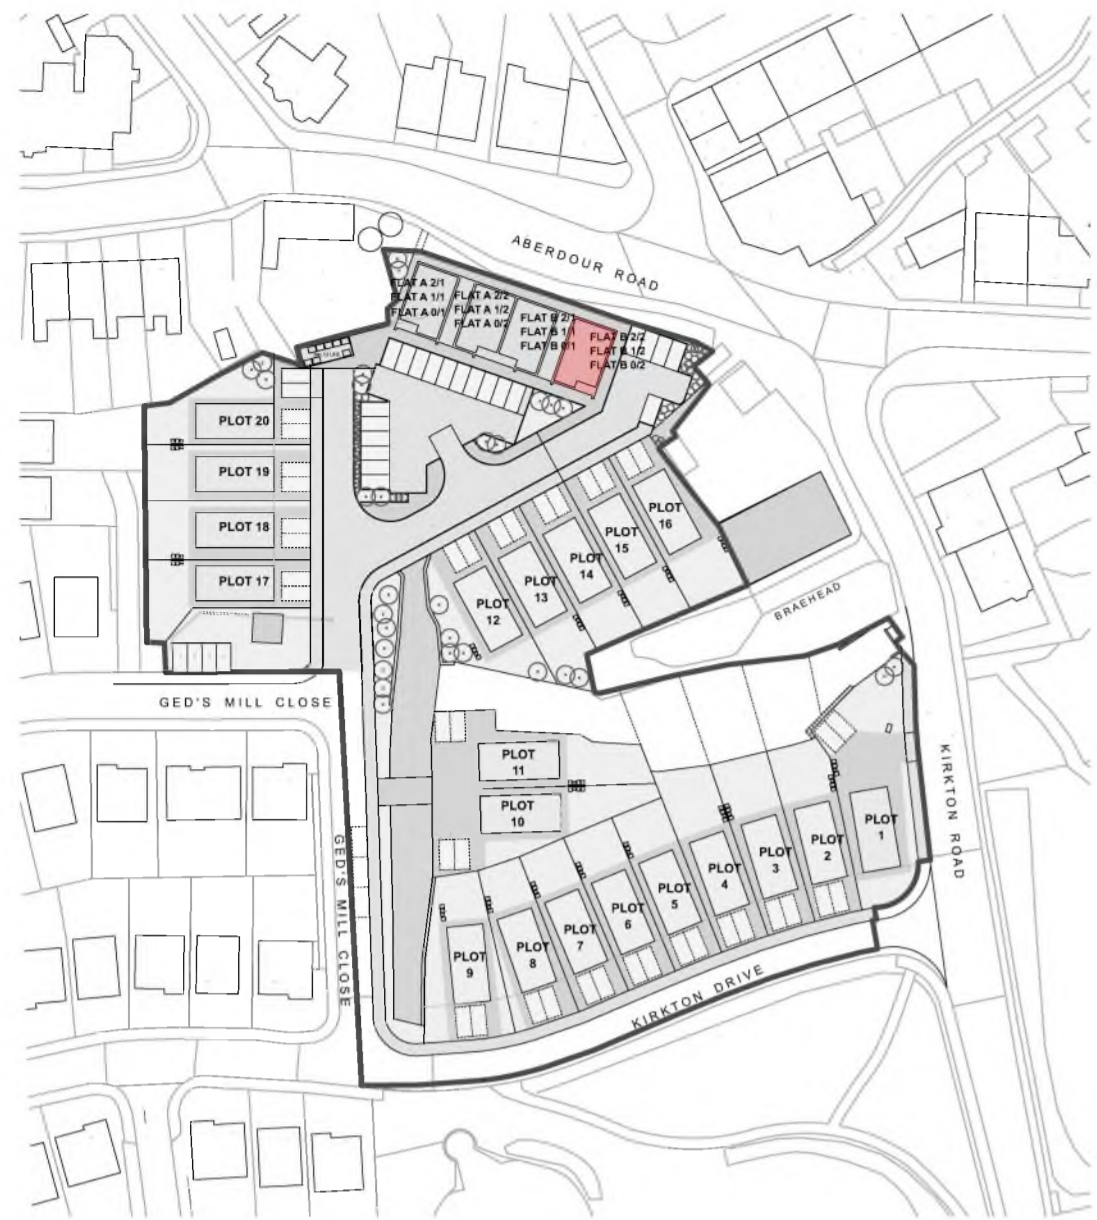 ABERDOUR ROAD
FLAT A 2/1
FLAT A 1/1
FLAT A 0/1
FLAT A 2/2
FLAT A 1/2
FLAT A 0/2
FLAT B 2/1
FLAT B 1/1
FLAT B 0/1
FLAT B 2/2
FLAT B 1/2
FLAT B 0/2
PLOT 20
PLOT 19
PLOT 18
PLOT 17
PLOT
16
PLOT
15
PLOT
14
PLOT
13
PLOT
12
BRAEHEAD
GED'S MILL CLOSE
PLOT
11
PLOT
10
KIRKTON ROAD
PLOT
1
PLOT
2
PLOT
3
PLOT
4
PLOT
5
PLOT
6
PLOT
7
PLOT
8
PLOT
9
GED'S MILL CLOSE
KIRKTON DRIVE